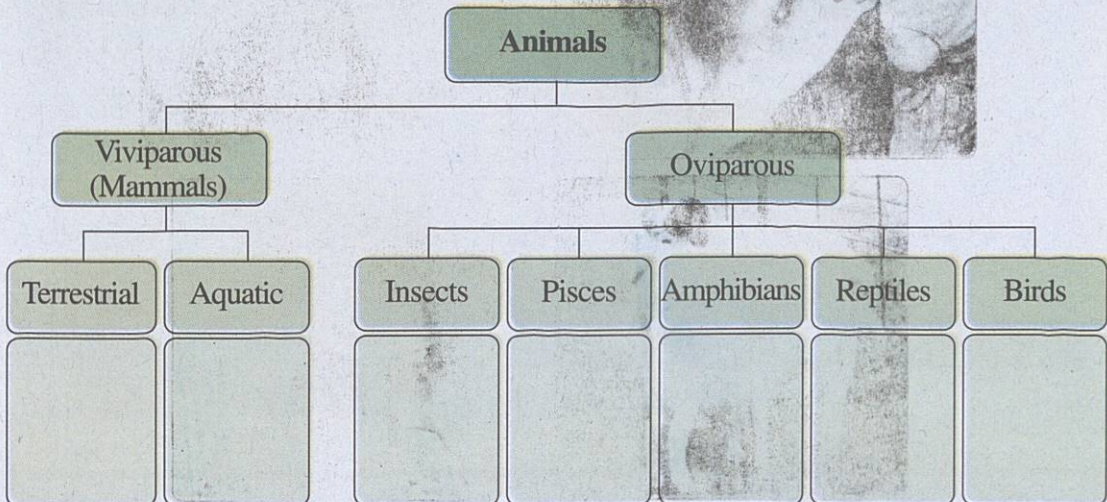 Animals
Viviparous
(Mammals)
Oviparous
Terrestrial
Aquatic
Insects
Pisces
Amphibians
Reptiles
Birds